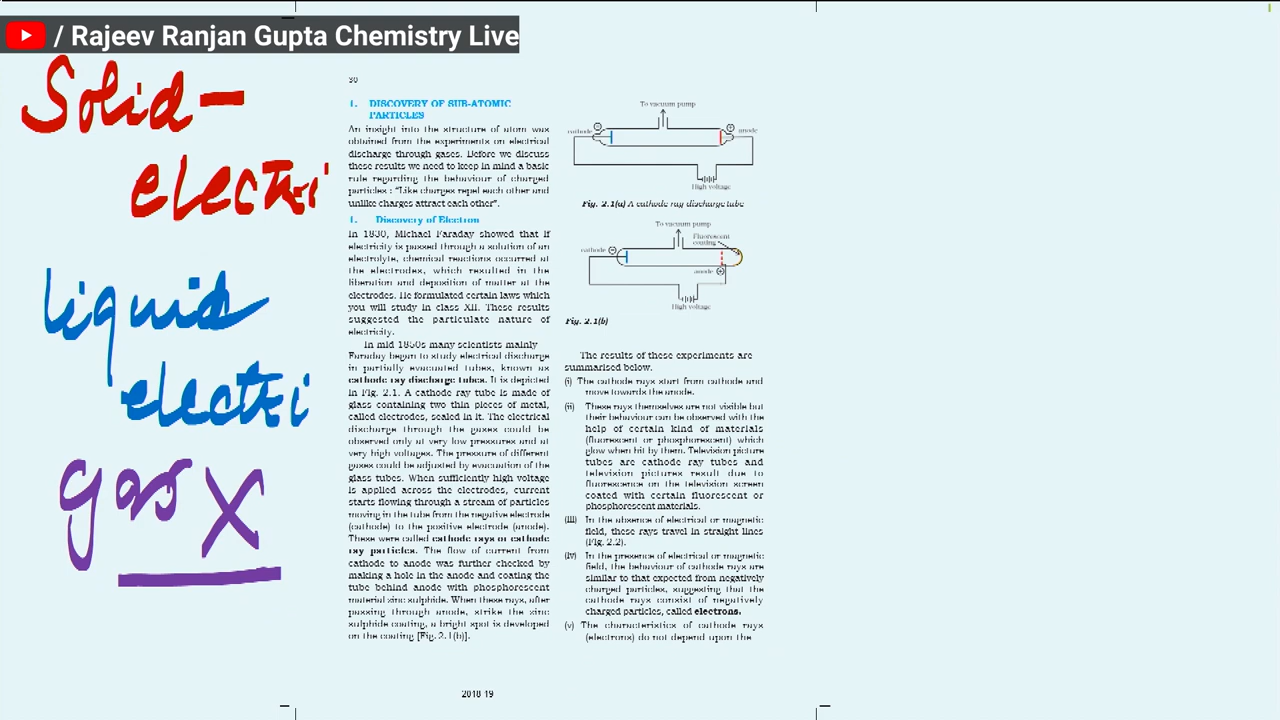 / Rajeev Ranjan Gupta Chemistry Live
Solid-
electri
liquid
electri
gas X
30
1. DISCOVERY OF SUB-ATOMIC
PARTICLES
An insight into the structure of atom was
obtained from the experiments on electrical
discharge through gases. Before we discuss
these results we need to keep in mind a basic
rule regarding the behaviour of charged
particles : “Like charges repel each other and
unlike charges attract each other”.
1. Discovery of Electron
In 1830, Michael Faraday showed that if
electricity is passed through a solution of an
electrolyte, chemical reactions occurred at
the electrodes, which resulted in the
liberation and deposition of matter at the
electrodes. He formulated certain laws which
you will study in class XII. These results
suggested the particulate nature of
electricity.
In mid 1850s many scientists mainly
Faraday began to study electrical discharge
in partially evacuated tubes, known as
cathode ray discharge tubes. It is depicted
in Fig. 2.1. A cathode ray tube is made of
glass containing two thin pieces of metal,
called electrodes, sealed in it. The electrical
discharge through the gases could be
observed only at very low pressures and at
very high voltages. The pressure of different
gases could be adjusted by evacuation of the
glass tubes. When sufficiently high voltage
is applied across the electrodes, current
starts flowing through a stream of particles
moving in the tube from the negative electrode
(cathode) to the positive electrode (anode).
These were called cathode rays or cathode
ray particles. The flow of current from
cathode to anode was further checked by
making a hole in the anode and coating the
tube behind anode with phosphorescent
material zinc sulphide. When these rays, after
passing through anode, strike the zinc
sulphide coating, a bright spot is developed
on the coating [Fig. 2.1(b)].
To vacuum pump
cathode
anode
High voltage
Fig. 2.1(a) A cathode ray discharge tube
To vacuum pump
Fluorescent
coating
cathode
anode
High voltage
Fig. 2.1(b)
The results of these experiments are
summarised below.
(i) The cathode rays start from cathode and
move towards the anode.
(ii) These rays themselves are not visible but
their behaviour can be observed with the
help of certain kind of materials
(fluorescent or phosphorescent) which
glow when hit by them. Television picture
tubes are cathode ray tubes and
television pictures result due to
fluorescence on the television screen
coated with certain fluorescent or
phosphorescent materials.
(iii) In the absence of electrical or magnetic
field, these rays travel in straight lines
(Fig. 2.2).
(iv) In the presence of electrical or magnetic
field, the behaviour of cathode rays are
similar to that expected from negatively
charged particles, suggesting that the
cathode rays consist of negatively
charged particles, called electrons.
(v) The characteristics of cathode rays
(electrons) do not depend upon the
2018-19